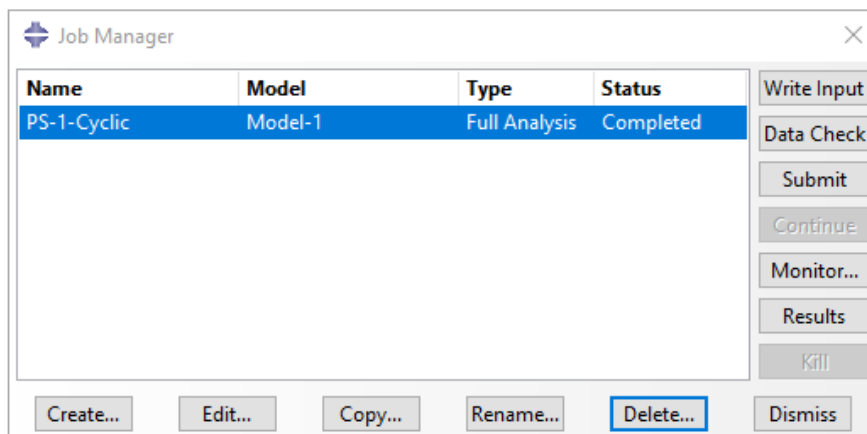 Job Manager
Name Model Type Status
PS-1-Cyclic Model-1 Full Analysis Completed
Write Input
Data Check
Submit
Continue
Monitor...
Results
Kill
Create... Edit... Copy... Rename... Delete... Dismiss